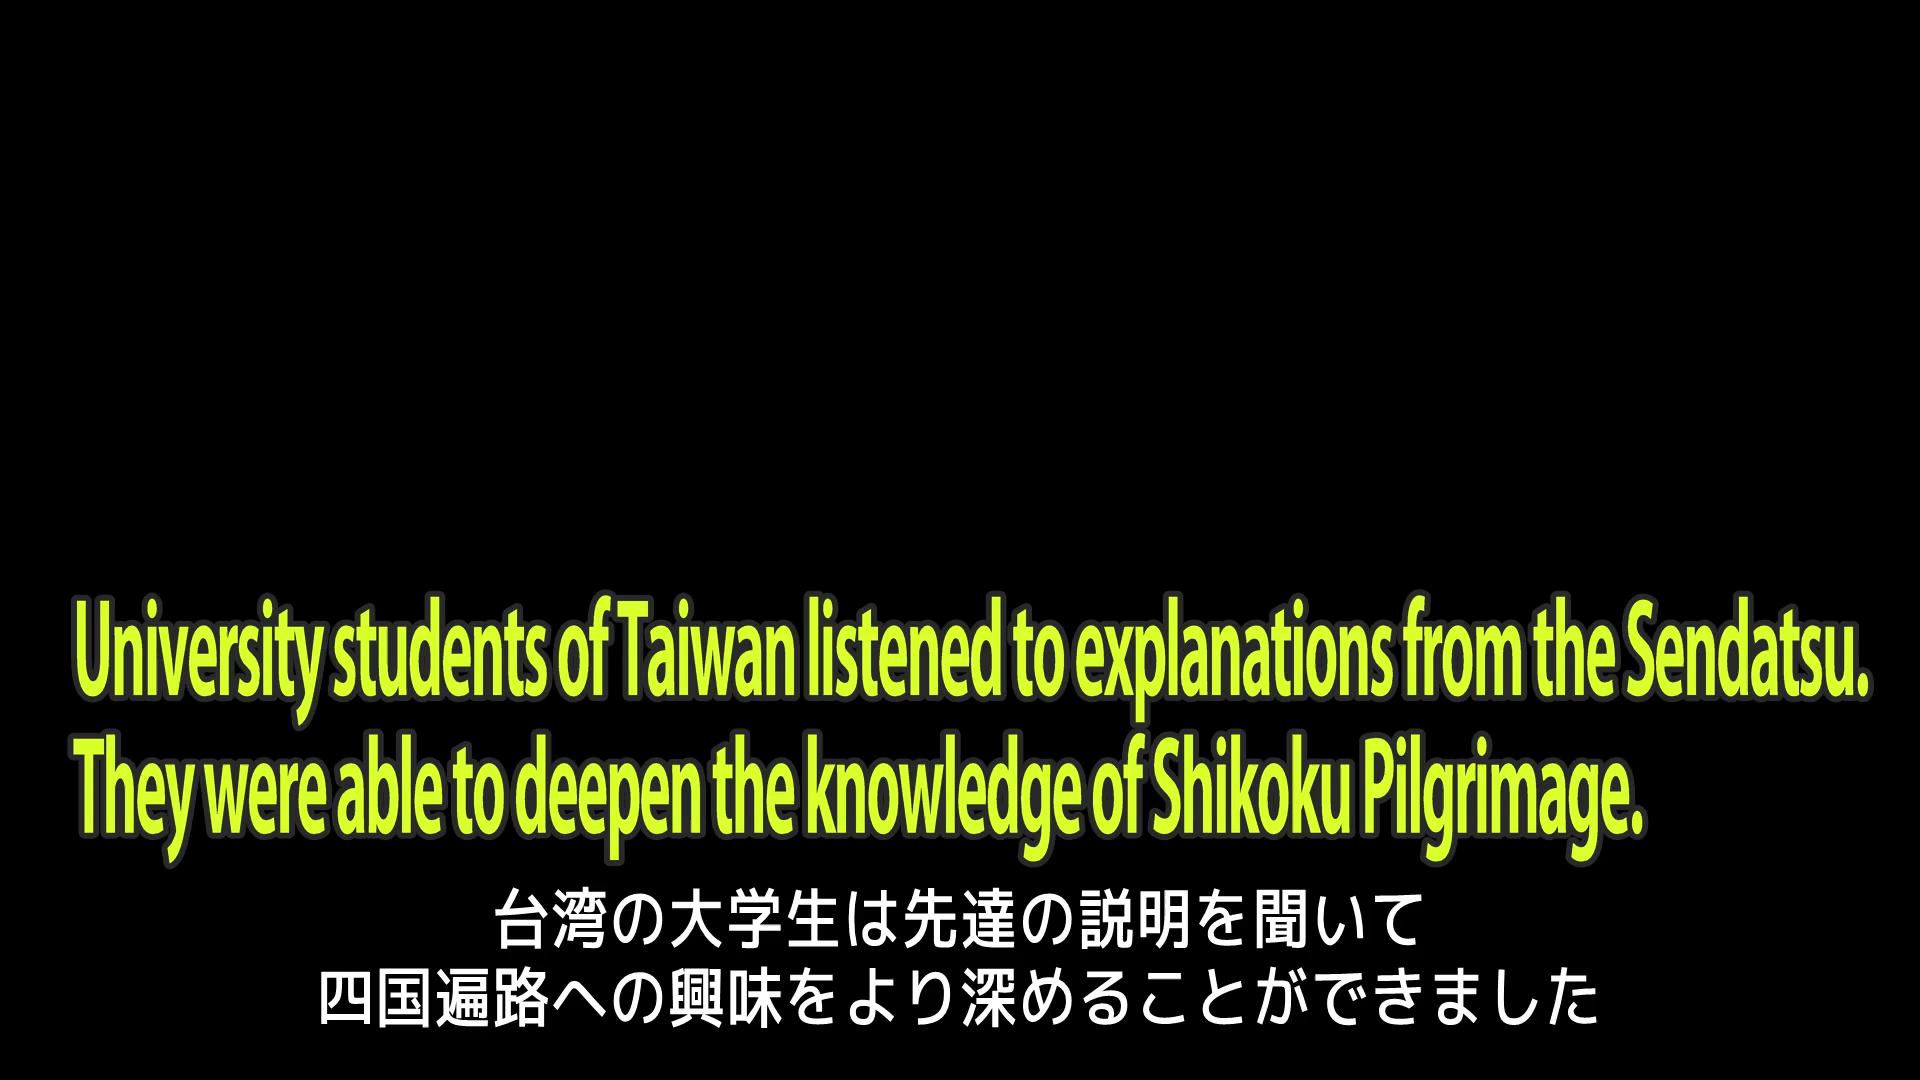 University students of Taiwan listened to explanations from the Sendatsu.
They were able to deepen the knowledge of Shikoku Pilgrimage.
台湾の大学生は先達の説明を聞いて
四国遍路への興味をより深めることができました